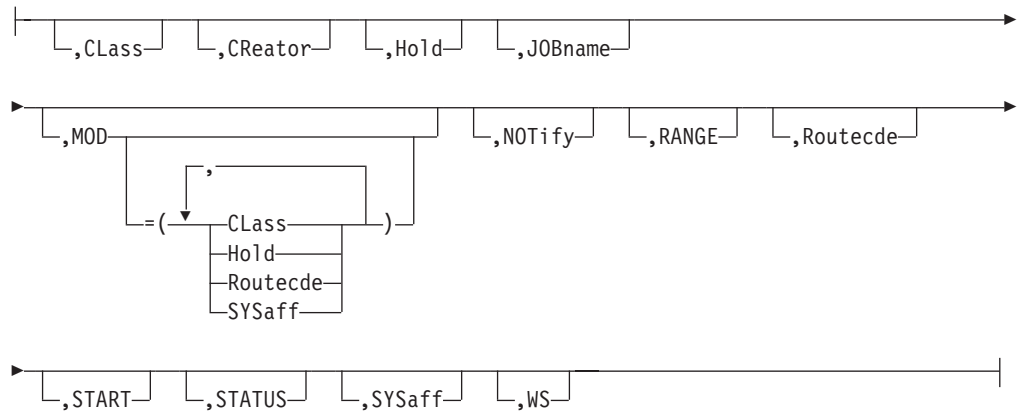 ,CLass ,CReator ,Hold ,JOBname
,MOD ,NOTify ,RANGE ,Routecde
,
=( CLass )
Hold
Routecde
SYSaff
,START ,STATUS ,SYSaff ,WS